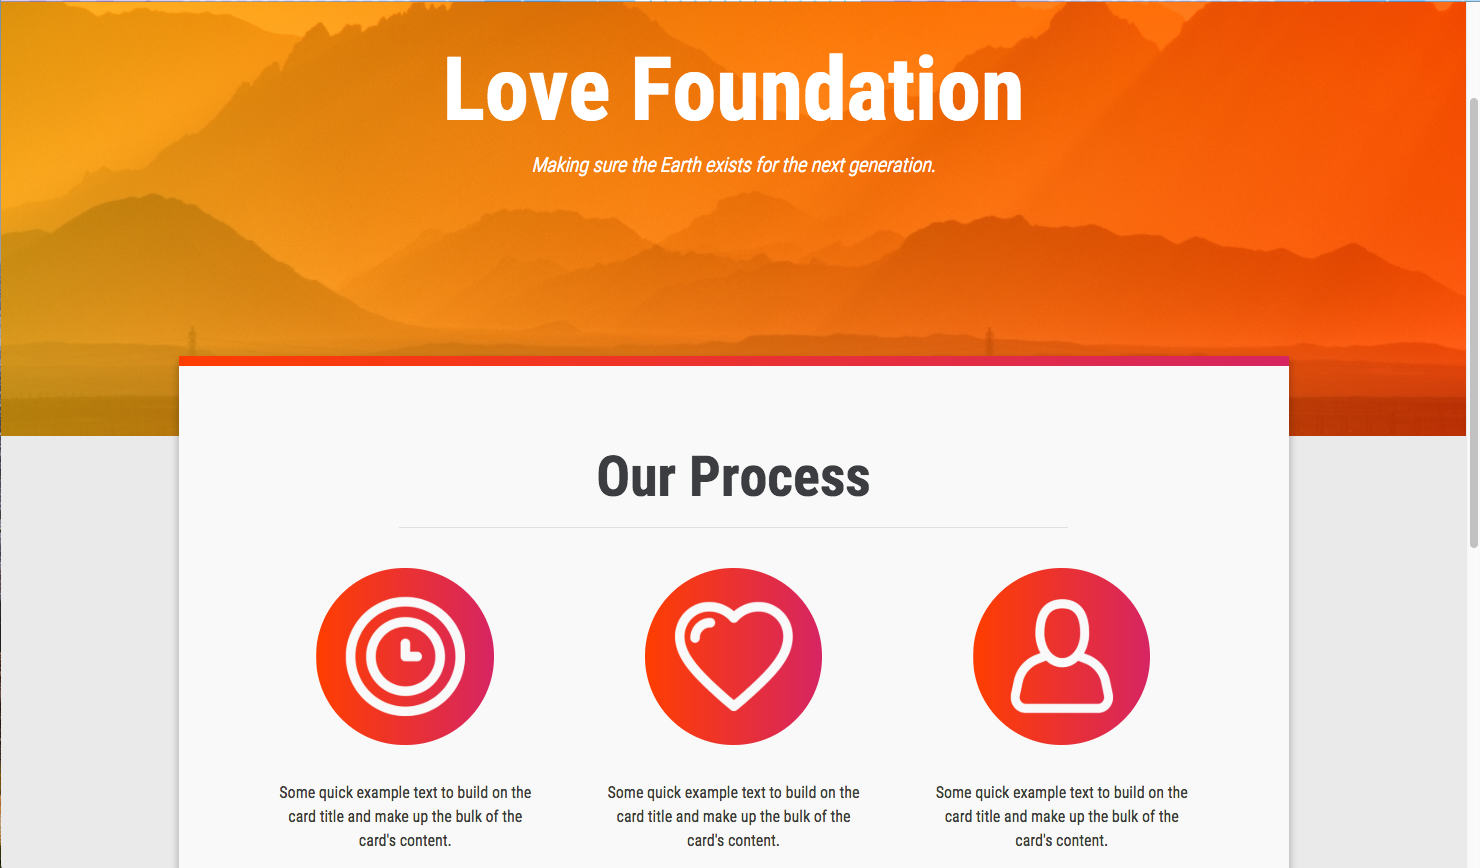 Love Foundation
Making sure the Earth exists for the next generation.
Our Process
Some quick example text to build on the
card title and make up the bulk of the
card's content.
Some quick example text to build on the
card title and make up the bulk of the
card's content.
Some quick example text to build on the
card title and make up the bulk of the
card's content.